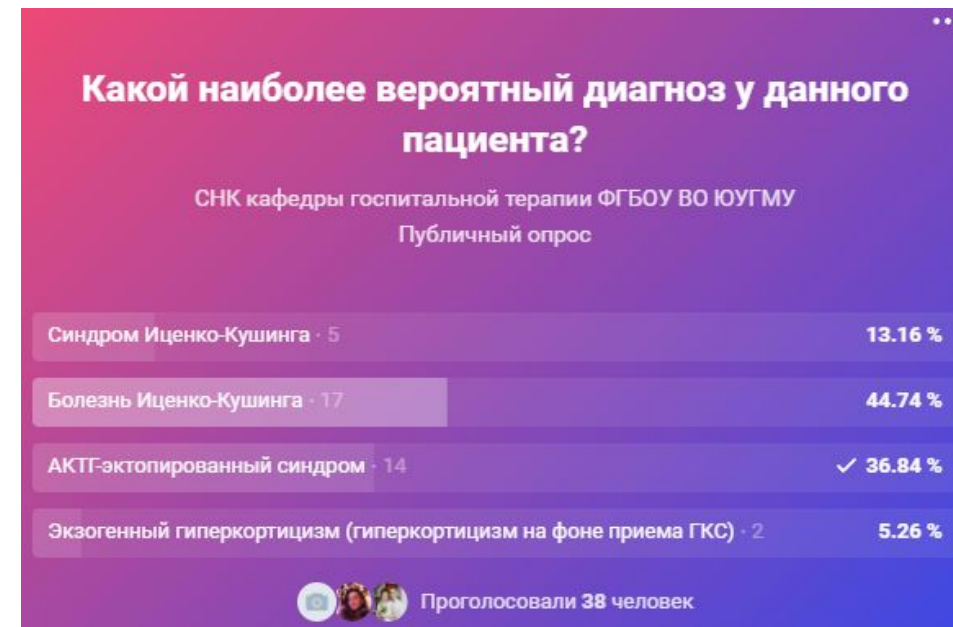 Какой наиболее вероятный диагноз у данного
пациента?
СНК кафедры госпитальной терапии ФГБОУ ВО ЮУГМУ
Публичный опрос
Синдром Иценко-Кушинга · 5 13.16 %
Болезнь Иценко-Кушинга · 17 44.74 %
АКТГ-эктопированный синдром · 14 ✓ 36.84 %
Экзогенный гиперкортицизм (гиперкортицизм на фоне приема ГКС) · 2 5.26 %
Проголосовали 38 человек